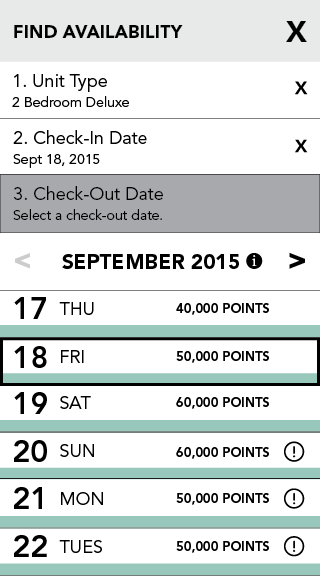 FIND AVAILABILITY X
1. Unit Type
2 Bedroom Deluxe X
2. Check-In Date
Sept 18, 2015 X
3. Check-Out Date
Select a check-out date.
< SEPTEMBER 2015 i >
17 THU 40,000 POINTS
18 FRI 50,000 POINTS
19 SAT 60,000 POINTS
20 SUN 60,000 POINTS !
21 MON 50,000 POINTS !
22 TUES 50,000 POINTS !